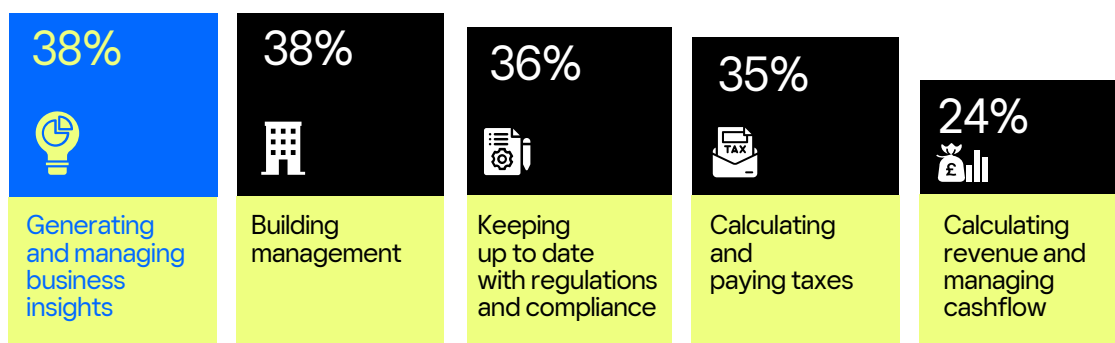 38%
Generating
and managing
business
insights
38%
Building
management
36%
Keeping
up to date
with regulations
and compliance
35%
TAX
Calculating
and
paying taxes
24%
£
Calculating
revenue and
managing
cashflow